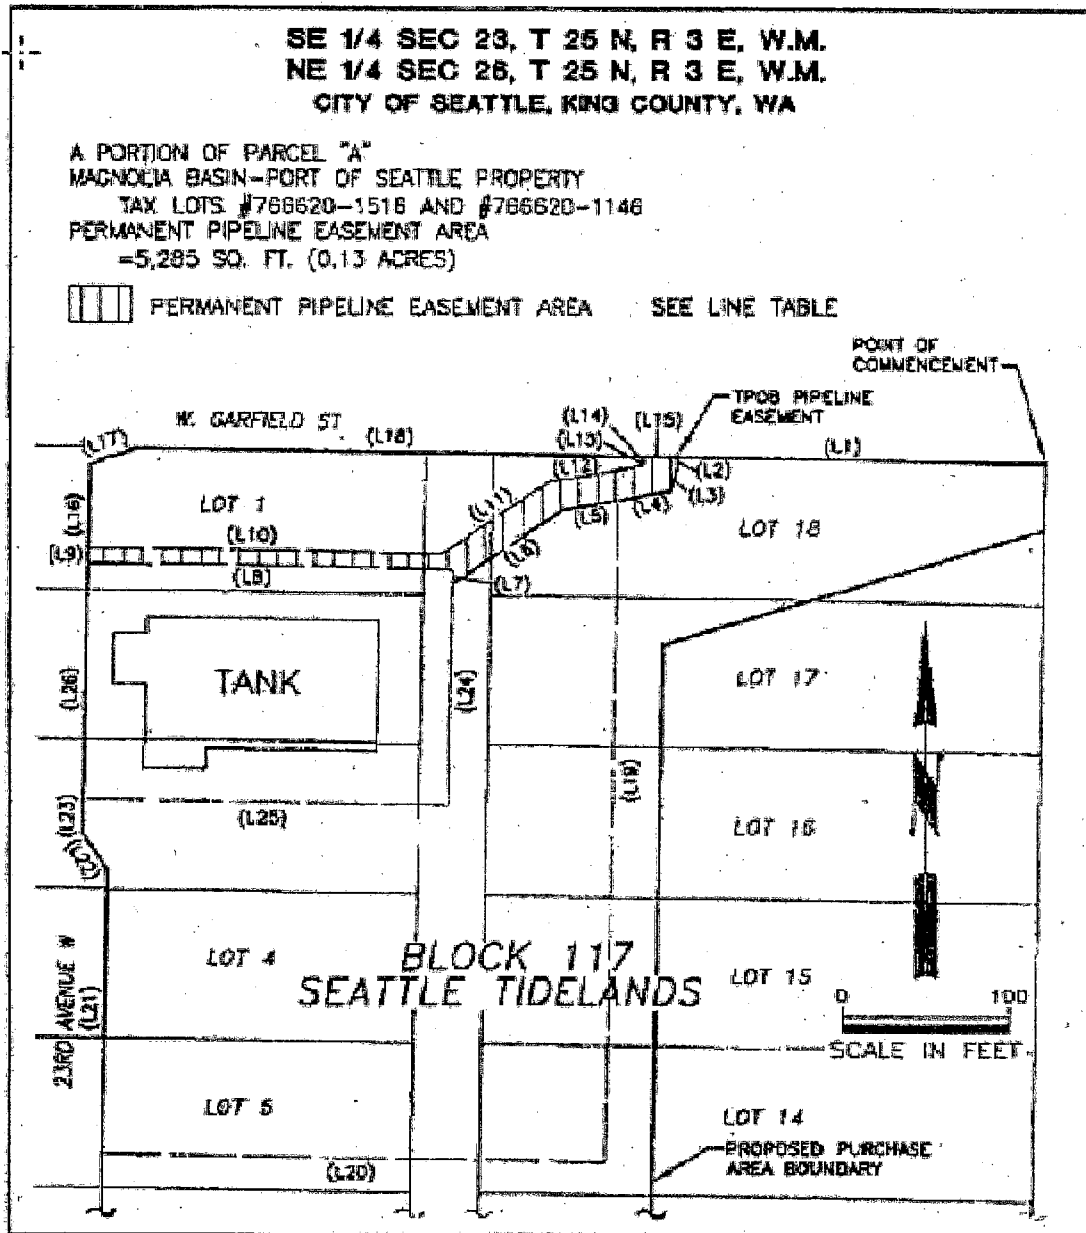 SE 1/4 SEC 23, T 25 N, R 3 E, W.M.
NE 1/4 SEC 26, T 25 N, R 3 E, W.M.
CITY OF SEATTLE, KING COUNTY, WA
A PORTION OF PARCEL "A"
MAGNOLIA BASIN-PORT OF SEATTLE PROPERTY
TAX LOTS #766620-1516 AND #766620-1146
PERMANENT PIPELINE EASEMENT AREA
=5,285 SQ. FT. (0.13 ACRES)
PERMANENT PIPELINE EASEMENT AREA SEE LINE TABLE
POINT OF
COMMENCEMENT
TPOB PIPELINE
EASEMENT
W. GARFIELD ST
(L17)
(L18)
(L14)
(L13)
(L15)
(L12)
(L1)
(L2)
(L3)
(L4)
(L5)
(L11)
(L6)
(L7)
LOT 1
(L16)
(L10)
(L9)
(L8)
LOT 18
TANK
(L26)
(L24)
LOT 17
(L19)
(L23)
(L25)
LOT 16
N
LOT 4
BLOCK 117
SEATTLE TIDELANDS
LOT 15
0 100
SCALE IN FEET
23RD AVENUE W
(L21)
LOT 5
LOT 14
PROPOSED PURCHASE
AREA BOUNDARY
(L20)